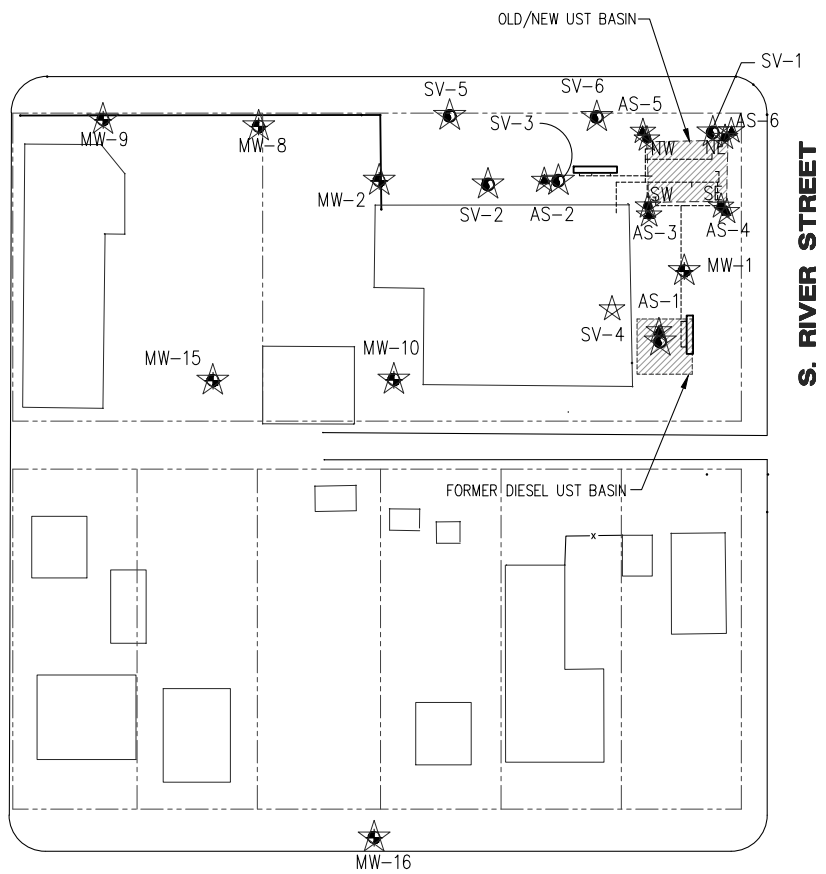 OLD/NEW UST BASIN
SV-1
SV-5
SV-6
AS-5
AS-6
SV-3
MW-9
MW-8
NW
NE
MW-2
SV-2
AS-2
SW
SE
AS-3
AS-4
MW-1
AS-1
SV-4
MW-15
MW-10
S. RIVER STREET
FORMER DIESEL UST BASIN
x
MW-16